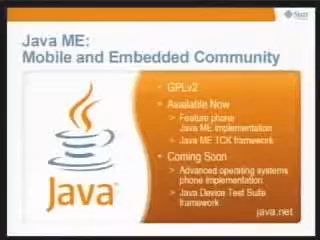 Sun
Java ME:
Mobile and Embedded Community
• GPLv2
• Available Now
> Feature phone
Java ME implementation
> Java ME TCK framework
• Coming Soon
> Advanced operating systems
phone implementation
> Java Device Test Suite
framework
Java
java.net